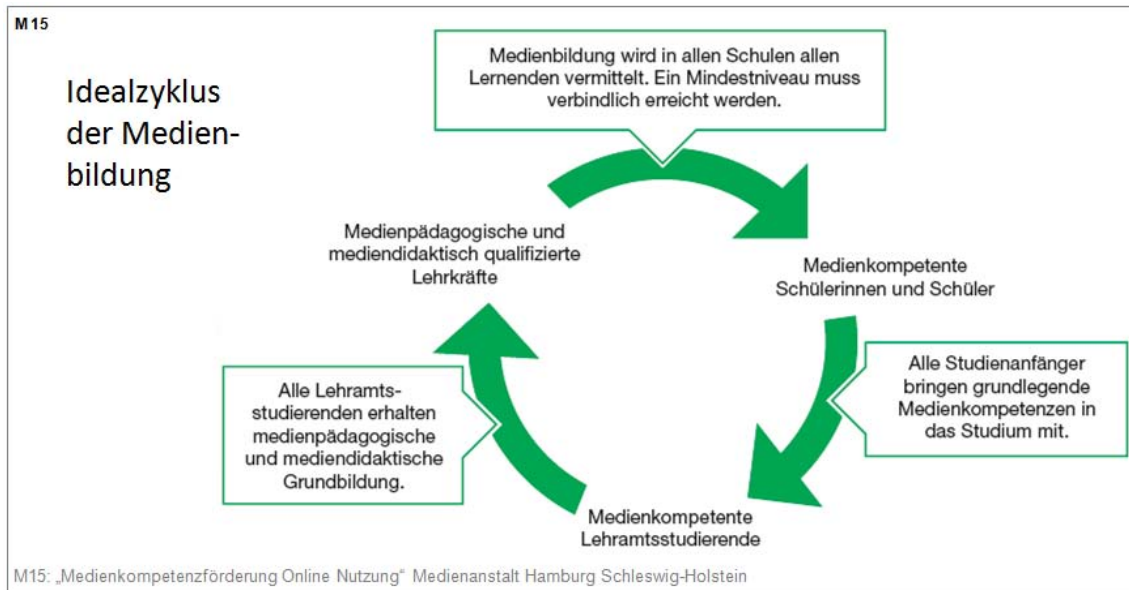 M15
Idealzyklus
der Medien-
bildung
Medienbildung wird in allen Schulen allen
Lernenden vermittelt. Ein Mindestniveau muss
verbindlich erreicht werden.
Medienpädagogische und
mediendidaktisch qualifizierte
Lehrkräfte
Medienkompetente
Schülerinnen und Schüler
Alle Studienanfänger
bringen grundlegende
Medienkompetenzen in
das Studium mit.
Alle Lehramts-
studierenden erhalten
medienpädagogische
und mediendidaktische
Grundbildung.
Medienkompetente
Lehramtsstudierende
M15: „Medienkompetenzförderung Online Nutzung“ Medienanstalt Hamburg Schleswig-Holstein